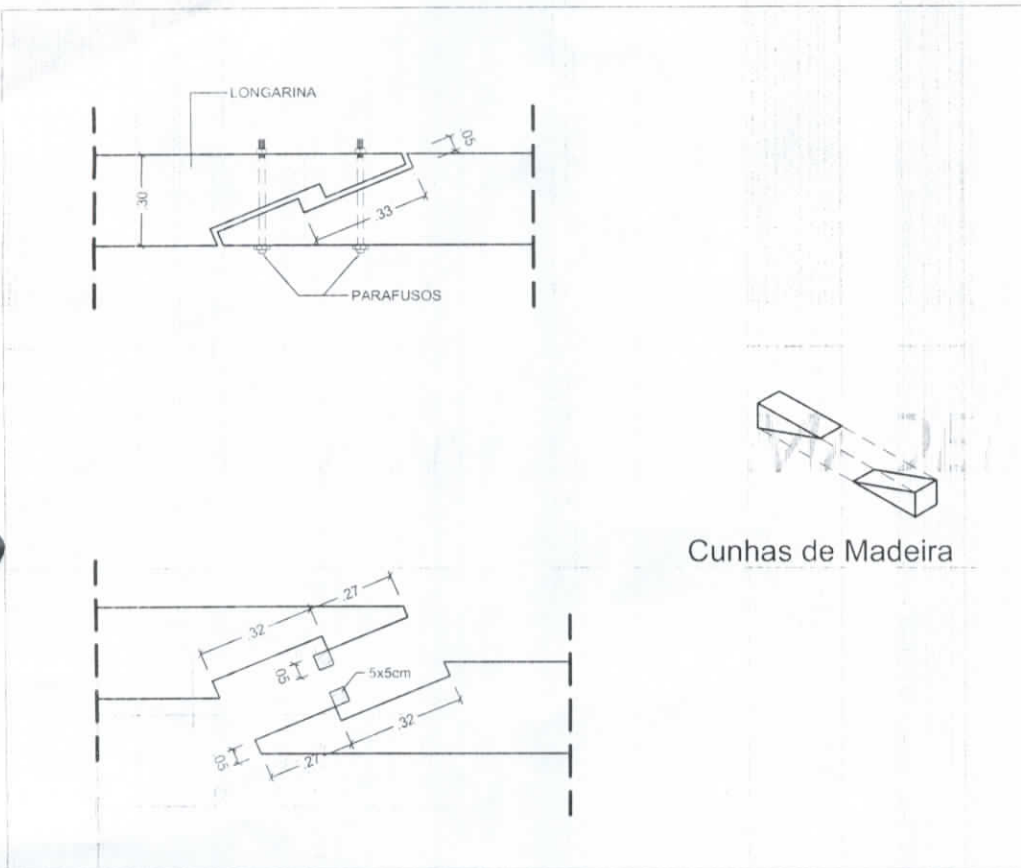 LONGARINA
.05
.30
.33
PARAFUSOS
Cunhas de Madeira
.27
.32
.05
5x5cm
.32
.05
.27